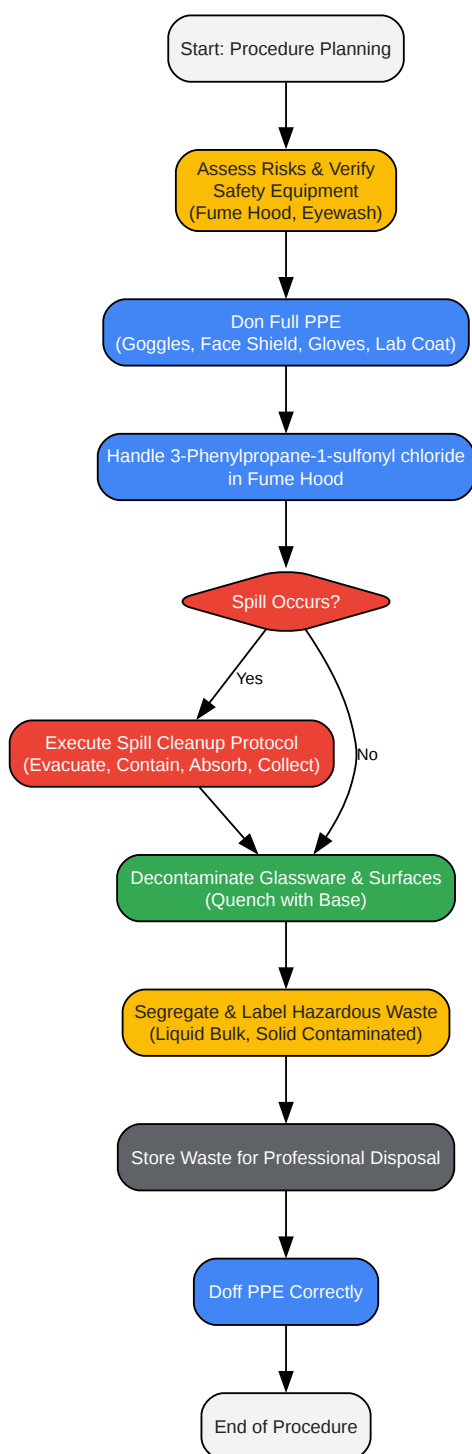 Start: Procedure Planning
Assess Risks & Verify
Safety Equipment
(Fume Hood, Eyewash)
Don Full PPE
(Goggles, Face Shield, Gloves, Lab Coat)
Handle 3-Phenylpropane-1-sulfonyl chloride
in Fume Hood
Spill Occurs?
Yes
Execute Spill Cleanup Protocol
(Evacuate, Contain, Absorb, Collect)
No
Decontaminate Glassware & Surfaces
(Quench with Base)
Segregate & Label Hazardous Waste
(Liquid Bulk, Solid Contaminated)
Store Waste for Professional Disposal
Doff PPE Correctly
End of Procedure